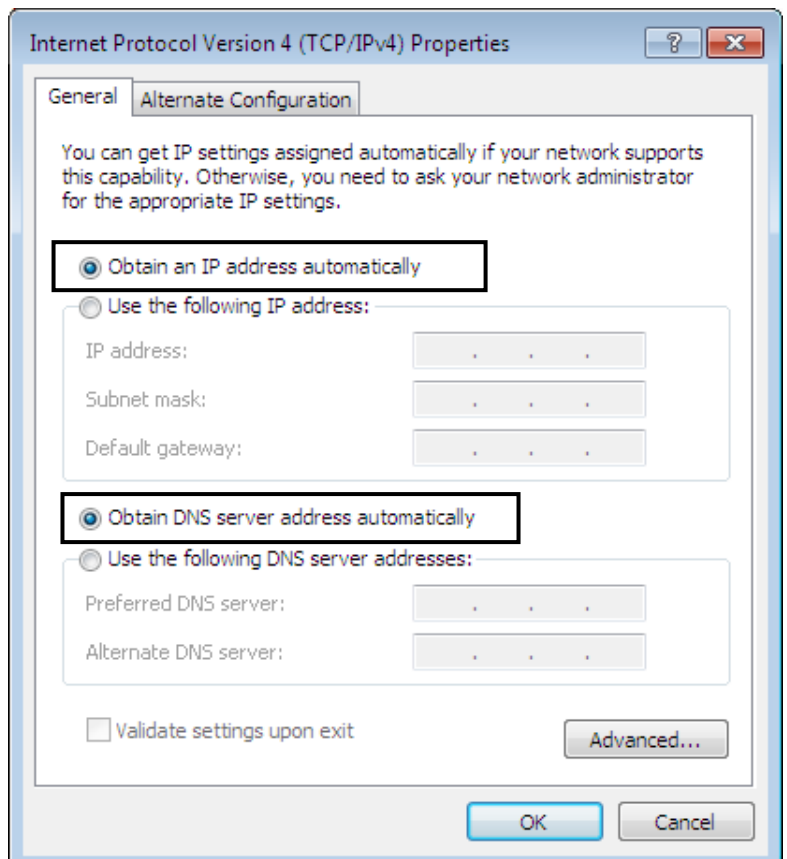 Internet Protocol Version 4 (TCP/IPv4) Properties
General
Alternate Configuration
You can get IP settings assigned automatically if your network supports
this capability. Otherwise, you need to ask your network administrator
for the appropriate IP settings.
Obtain an IP address automatically
Use the following IP address:
IP address:
Subnet mask:
Default gateway:
Obtain DNS server address automatically
Use the following DNS server addresses:
Preferred DNS server:
Alternate DNS server:
Validate settings upon exit
Advanced...
OK
Cancel